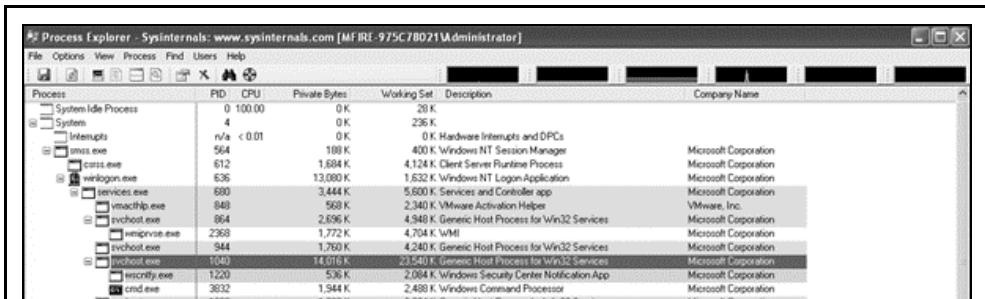 Process Explorer - Sysinternals: www.sysinternals.com [MFIRE-975C78021\Administrator]
File Options View Process Find Users Help
Process PID CPU Private Bytes Working Set Description Company Name
System Idle Process 0 100.00 0 K 28 K
System 4 0 K 236 K
Interrupts n/a < 0.01 0 K 0 K Hardware Interrupts and DPCs
smss.exe 564 188 K 400 K Windows NT Session Manager Microsoft Corporation
csrss.exe 612 1,684 K 4,124 K Client Server Runtime Process Microsoft Corporation
winlogon.exe 636 13,080 K 1,632 K Windows NT Logon Application Microsoft Corporation
services.exe 680 3,444 K 5,600 K Services and Controller app Microsoft Corporation
vmacthlp.exe 848 568 K 2,340 K VMware Activation Helper VMware, Inc.
svchost.exe 864 2,696 K 4,948 K Generic Host Process for Win32 Services Microsoft Corporation
wmiprvse.exe 2368 1,772 K 4,704 K WMI Microsoft Corporation
svchost.exe 944 1,760 K 4,240 K Generic Host Process for Win32 Services Microsoft Corporation
svchost.exe 1040 14,016 K 23,540 K Generic Host Process for Win32 Services Microsoft Corporation
wscntfy.exe 1220 536 K 2,084 K Windows Security Center Notification App Microsoft Corporation
cmd.exe 3832 1,944 K 2,488 K Windows Command Processor Microsoft Corporation